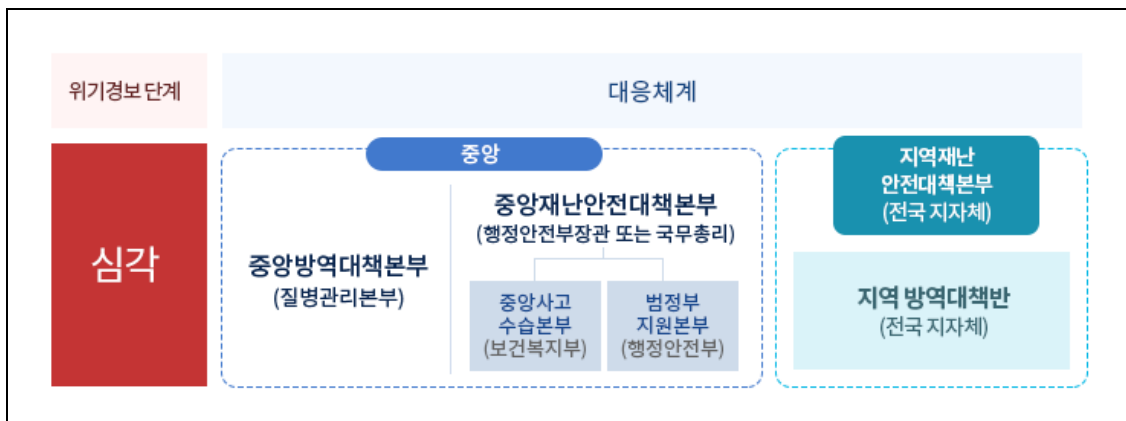 위기경보 단계
대응체계
심각
중앙
중앙방역대책본부
(질병관리본부)
중앙재난안전대책본부
(행정안전부장관 또는 국무총리)
중앙사고
수습본부
(보건복지부)
범정부
지원본부
(행정안전부)
지역재난
안전대책본부
(전국 지자체)
지역 방역대책반
(전국 지자체)